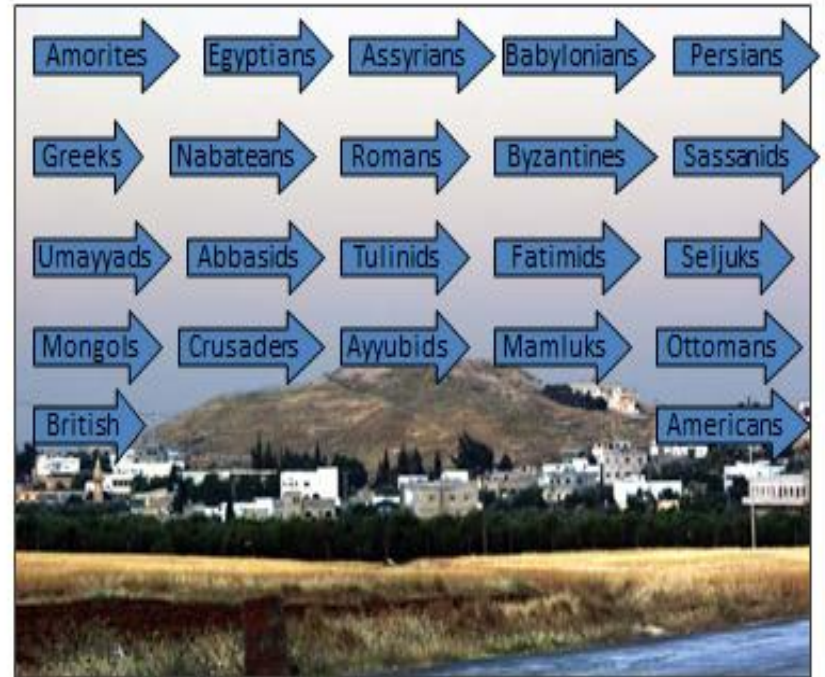 Amorites Egyptians Assyrians Babylonians Persians
Greeks Nabateans Romans Byzantines Sassanids
Umayyads Abbasids Tulinids Fatimids Seljuks
Mongols Crusaders Ayyubids Mamluks Ottomans
British Americans